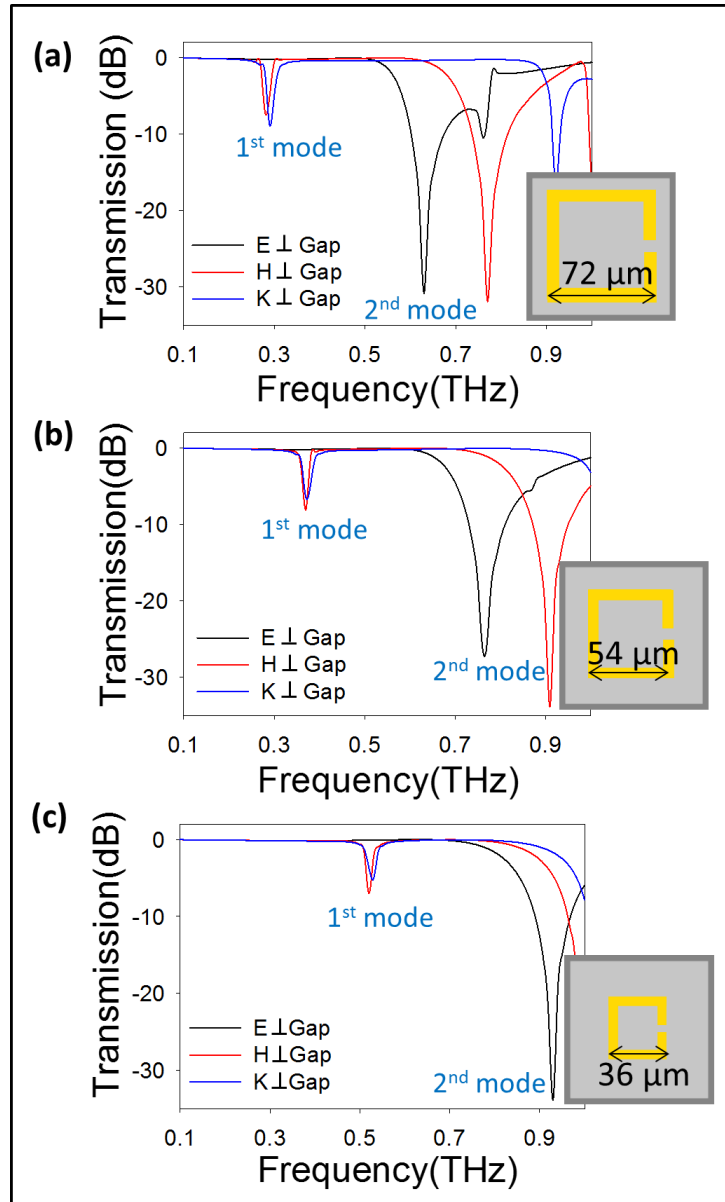 (a)
Transmission (dB)
0
-10
-20
-30
1st mode
2nd mode
E⊥Gap
H⊥Gap
K⊥Gap
72 μm
0.1 0.3 0.5 0.7 0.9
Frequency(THz)
(b)
Transmission(dB)
0
-10
-20
-30
1st mode
2nd mode
E⊥Gap
H⊥Gap
K⊥Gap
54 μm
0.1 0.3 0.5 0.7 0.9
Frequency(THz)
(c)
Transmission(dB)
0
-10
-20
-30
1st mode
2nd mode
E⊥Gap
H⊥Gap
K⊥Gap
36 μm
0.1 0.3 0.5 0.7 0.9
Frequency(THz)